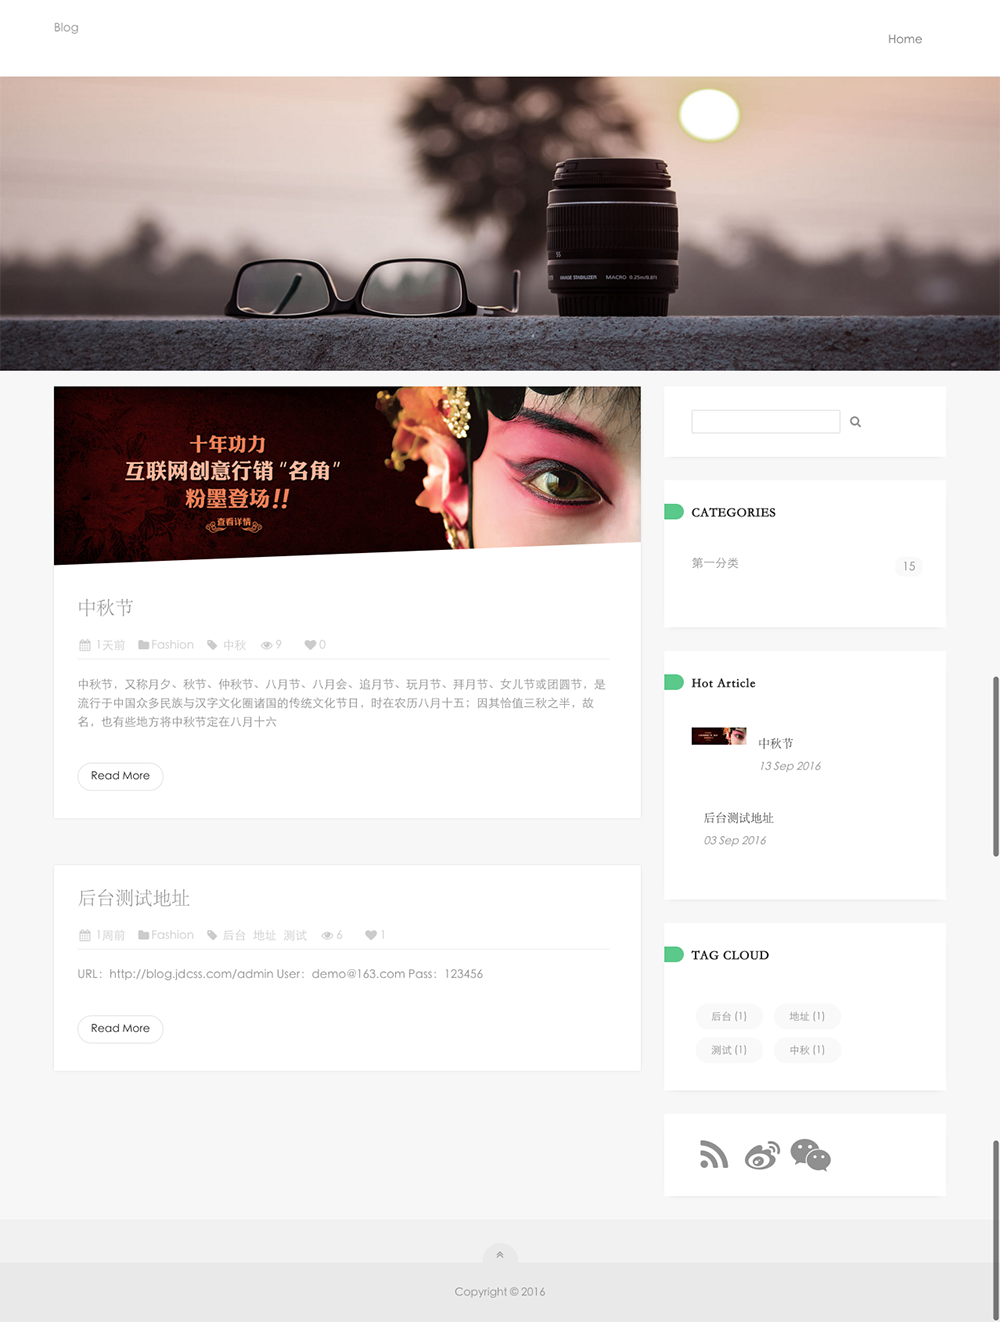 Blog
Home
55
IMAGE STABILIZER MACRO 0.25m/0.8ft
十年功力
互联网创意行销“名角”
粉墨登场!!
查看详情
中秋节
1天前 Fashion 中秋 9 0
中秋节，又称月夕、秋节、仲秋节、八月节、八月会、追月节、玩月节、拜月节、女儿节或团圆节，是
流行于中国众多民族与汉字文化圈诸国的传统文化节日，时在农历八月十五；因其恰值三秋之半，故
名，也有些地方将中秋节定在八月十六
Read More
后台测试地址
1周前 Fashion 后台 地址 测试 6 1
URL：http://blog.jdcss.com/admin User：demo@163.com Pass：123456
Read More
CATEGORIES
第一分类 15
Hot Article
中秋节
13 Sep 2016
后台测试地址
03 Sep 2016
TAG CLOUD
后台 (1) 地址 (1)
测试 (1) 中秋 (1)
Copyright © 2016